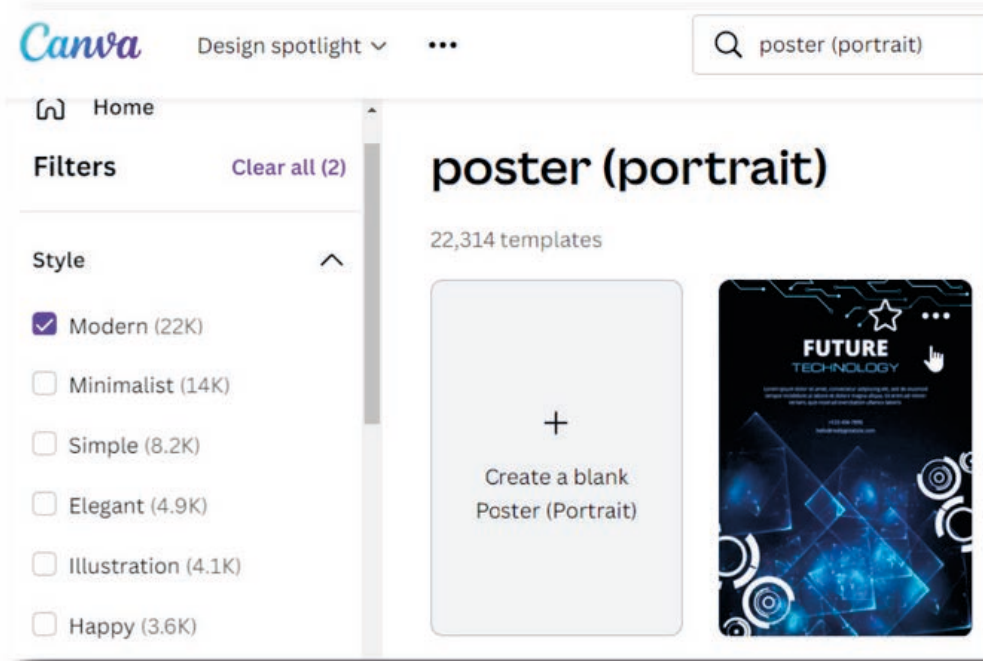 Canva
Design spotlight
poster (portrait)
Home
Filters
Clear all (2)
Style
Modern (22K)
Minimalist (14K)
Simple (8.2K)
Elegant (4.9K)
Illustration (4.1K)
Happy (3.6K)
poster (portrait)
22,314 templates
Create a blank
Poster (Portrait)
FUTURE
TECHNOLOGY